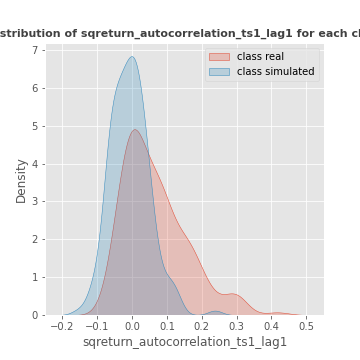 stribution of sqreturn_autocorrelation_ts1_lag1 for each cl
class real
class simulated
7
6
5
4
3
2
1
0
Density
−0.2 −0.1 0.0 0.1 0.2 0.3 0.4 0.5
sqreturn_autocorrelation_ts1_lag1